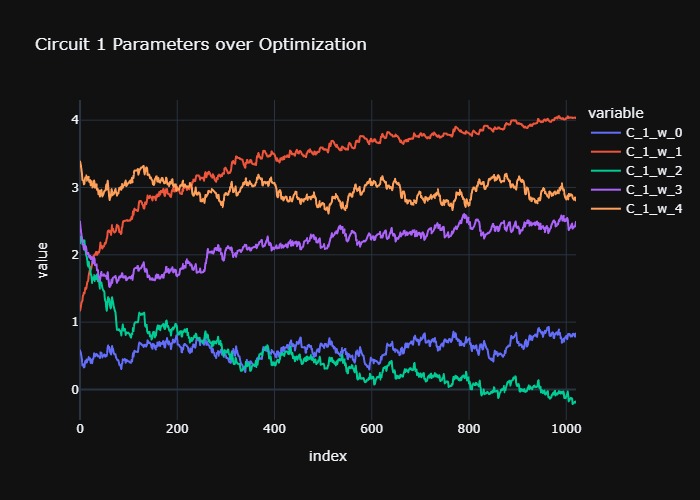 Circuit 1 Parameters over Optimization
variable
C_1_w_0
C_1_w_1
C_1_w_2
C_1_w_3
C_1_w_4
value
4
3
2
1
0
0 200 400 600 800 1000
index